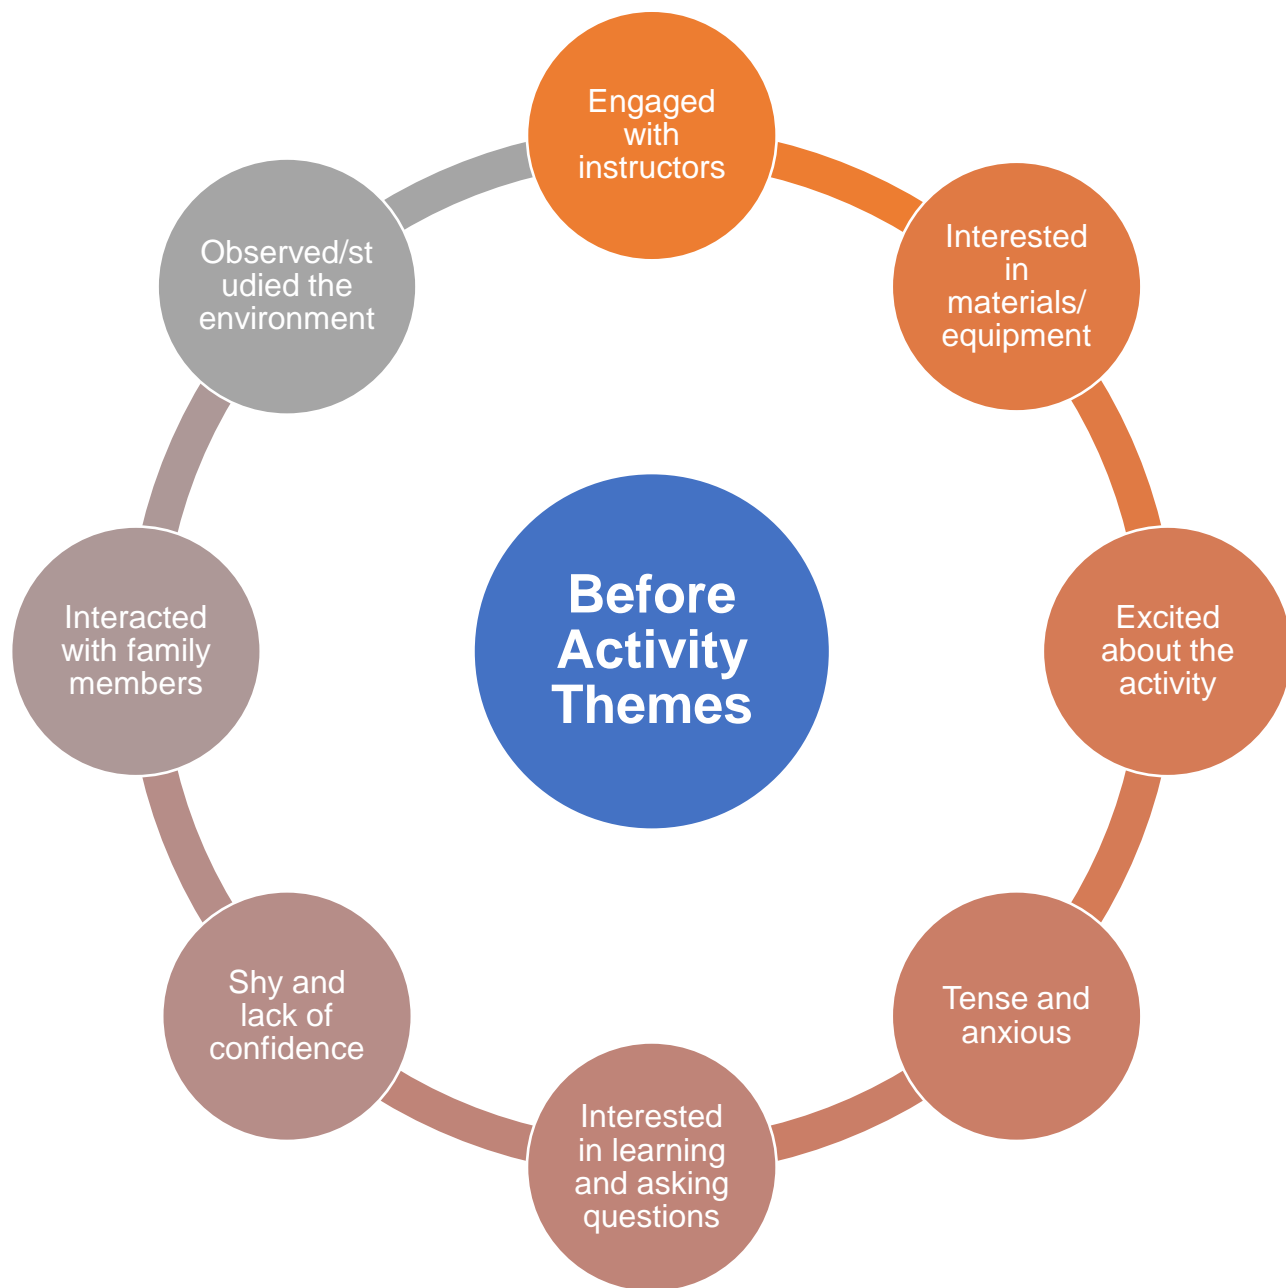 Engaged
with
instructors
Interested
in
materials/
equipment
Excited
about the
activity
Tense and
anxious
Interested
in learning
and asking
questions
Shy and
lack of
confidence
Interacted
with family
members
Observed/st
udied the
environment
Before
Activity
Themes